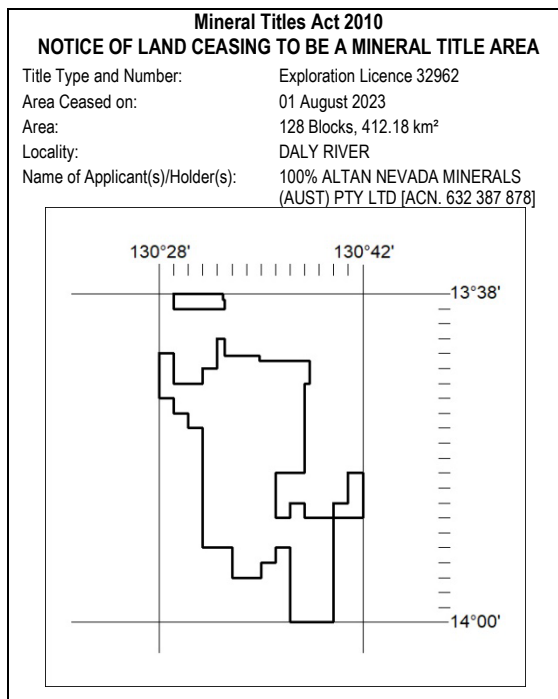 Mineral Titles Act 2010
NOTICE OF LAND CEASING TO BE A MINERAL TITLE AREA
Title Type and Number: Exploration Licence 32962
Area Ceased on: 01 August 2023
Area: 128 Blocks, 412.18 km²
Locality: DALY RIVER
Name of Applicant(s)/Holder(s): 100% ALTAN NEVADA MINERALS
(AUST) PTY LTD [ACN. 632 387 878]
130°28' 130°42'
13°38'
14°00'